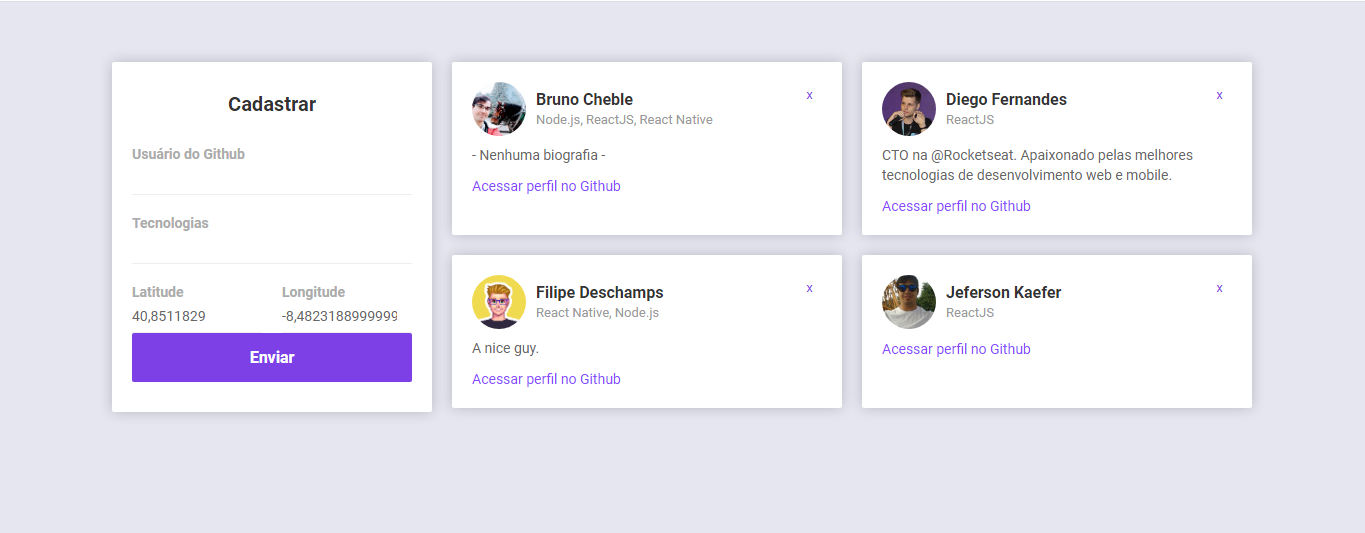 Cadastrar
Usuário do Github
Tecnologias
Latitude
Longitude
40,8511829
-8,4823188999999
Enviar
Bruno Cheble
x
Node.js, ReactJS, React Native
- Nenhuma biografia -
Acessar perfil no Github
Diego Fernandes
x
ReactJS
CTO na @Rocketseat. Apaixonado pelas melhores
tecnologias de desenvolvimento web e mobile.
Acessar perfil no Github
Filipe Deschamps
x
React Native, Node.js
A nice guy.
Acessar perfil no Github
Jeferson Kaefer
x
ReactJS
Acessar perfil no Github